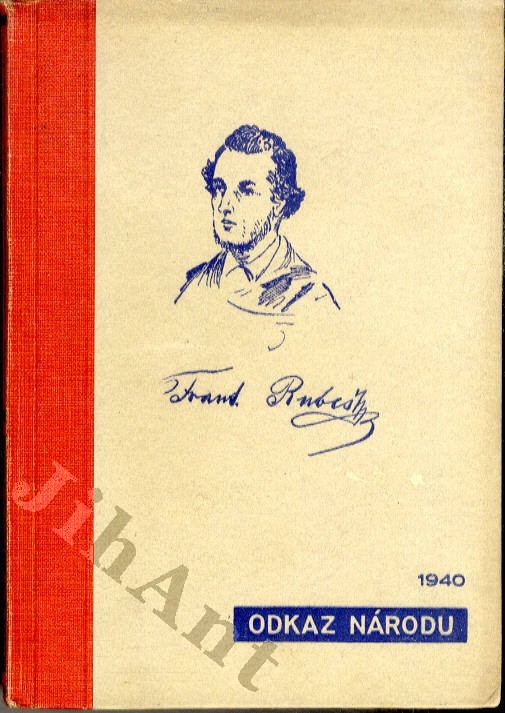 Frant. Rubeš
1940
ODKAZ NÁRODU
JihAnt